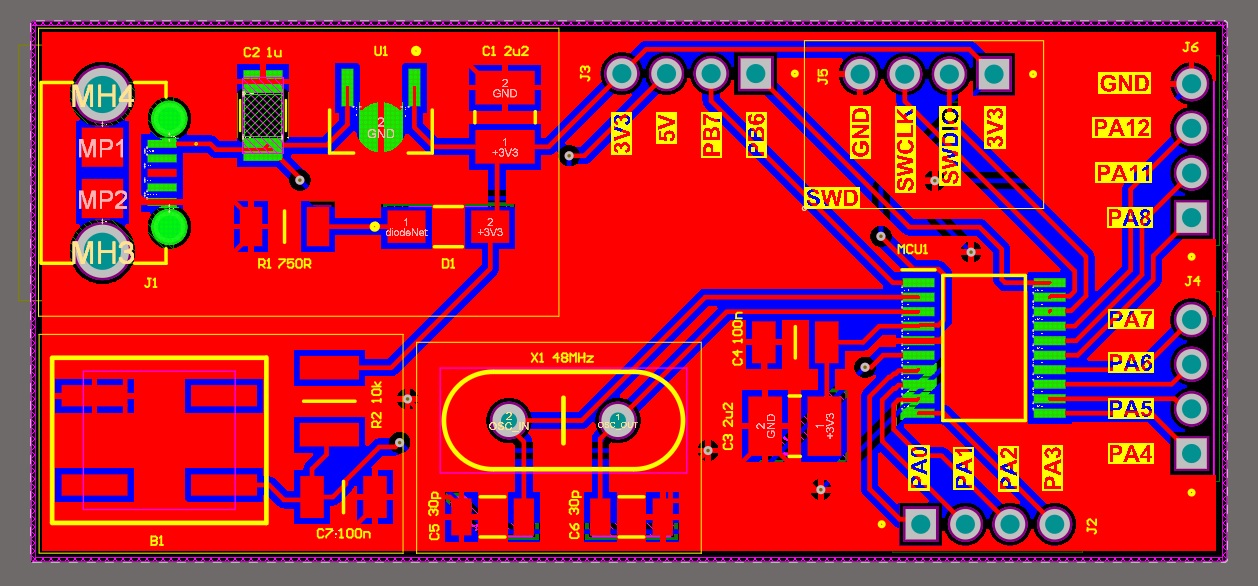 C2 1u
U1
C1 2u2
J3
J5
J6
MH4
MP1
MP2
MH3
J1
2
GND
2
GND
1
+3V3
1
diodeNet
2
+3V3
R1 750R
D1
3V3
5V
PB7
PB6
GND
SWCLK
SWDIO
3V3
SWD
GND
PA12
PA11
PA8
MCU1
J4
PA7
PA6
PA5
PA4
C4 100n
X1 48MHz
2
OSC_IN
1
OSC_OUT
R2 10k
C3 2u2
2
GND
1
+3V3
PA0
PA1
PA2
PA3
J2
B1
C7:100n
C5 30p
C6 30p